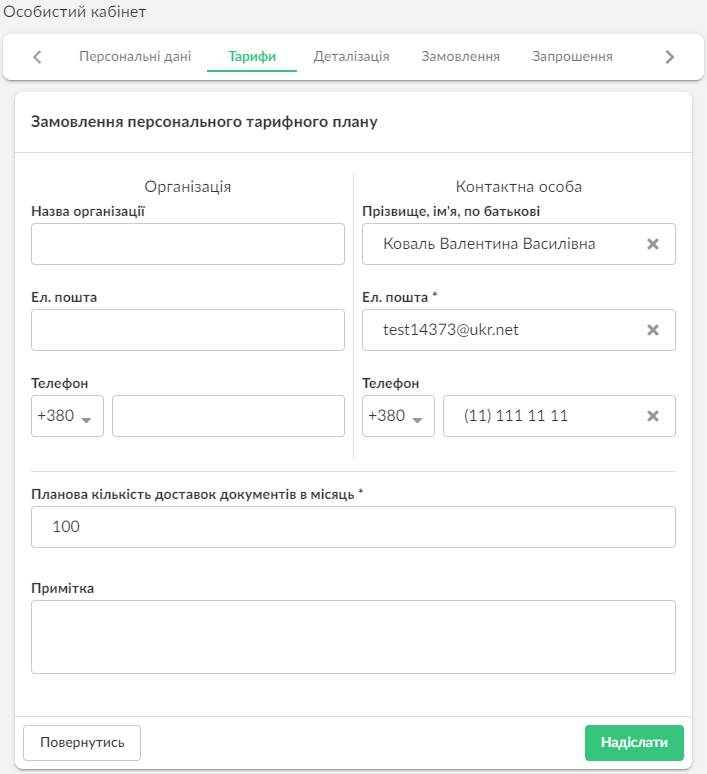 Особистий кабінет
Персональні дані Тарифи Деталізація Замовлення Запрошення
Замовлення персонального тарифного плану
Організація
Назва організації
Ел. пошта
Телефон
+380
Контактна особа
Прізвище, ім'я, по батькові
Коваль Валентина Василівна
Ел. пошта *
test14373@ukr.net
Телефон
+380 (11) 111 11 11
Планова кількість доставок документів в місяць *
100
Примітка
Повернутись Надіслати